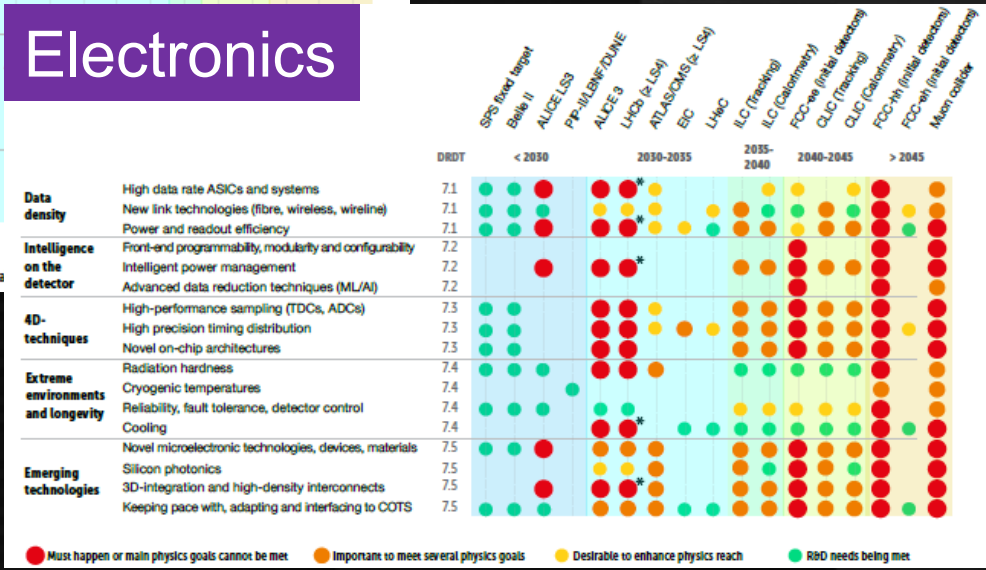 Electronics
SPS fixed target
Belle II
ALICE LS3
PIP-II/LBNF/DUNE
ALICE 3
LHCb (≥ LS4)
ATLAS/CMS (≥ LS4)
EIC
LHeC
ILC (Tracking)
ILC (Calorimetry)
FCC-ee (initial detectors)
CLIC (Tracking)
CLIC (Calorimetry)
FCC-hh (initial detectors)
FCC-eh (initial detectors)
Muon collider
DRDT < 2030 2030-2035 2035-2040 2040-2045 > 2045
Data density
High data rate ASICs and systems 7.1 *
New link technologies (fibre, wireless, wireline) 7.1
Power and readout efficiency 7.1 *
Intelligence on the detector
Front-end programmability, modularity and configurability 7.2
Intelligent power management 7.2 *
Advanced data reduction techniques (ML/AI) 7.2
4D-techniques
High-performance sampling (TDCs, ADCs) 7.3
High precision timing distribution 7.3
Novel on-chip architectures 7.3
Extreme environments and longevity
Radiation hardness 7.4
Cryogenic temperatures 7.4
Reliability, fault tolerance, detector control 7.4
Cooling 7.4 *
Emerging technologies
Novel microelectronic technologies, devices, materials 7.5
Silicon photonics 7.5
3D-integration and high-density interconnects 7.5 *
Keeping pace with, adapting and interfacing to COTS 7.5
Must happen or main physics goals cannot be met Important to meet several physics goals Desirable to enhance physics reach R&D needs being met